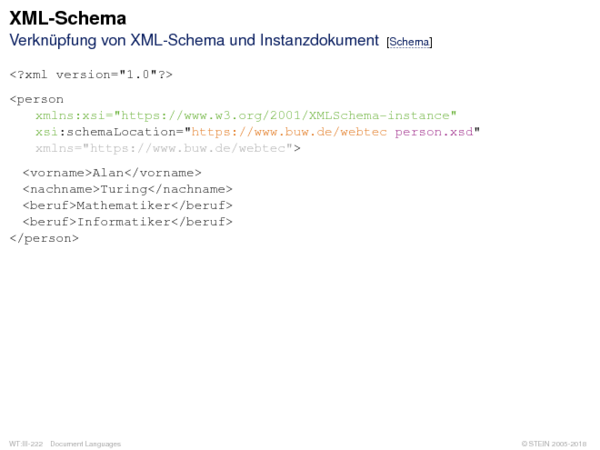 XML-Schema
Verknüpfung von XML-Schema und Instanzdokument [Schema]
<?xml version="1.0"?>
<person
xmlns:xsi="https://www.w3.org/2001/XMLSchema-instance"
xsi:schemaLocation="https://www.buw.de/webtec person.xsd"
xmlns="https://www.buw.de/webtec">
<vorname>Alan</vorname>
<nachname>Turing</nachname>
<beruf>Mathematiker</beruf>
<beruf>Informatiker</beruf>
</person>
WT:III-222 Document Languages © STEIN 2005-2018